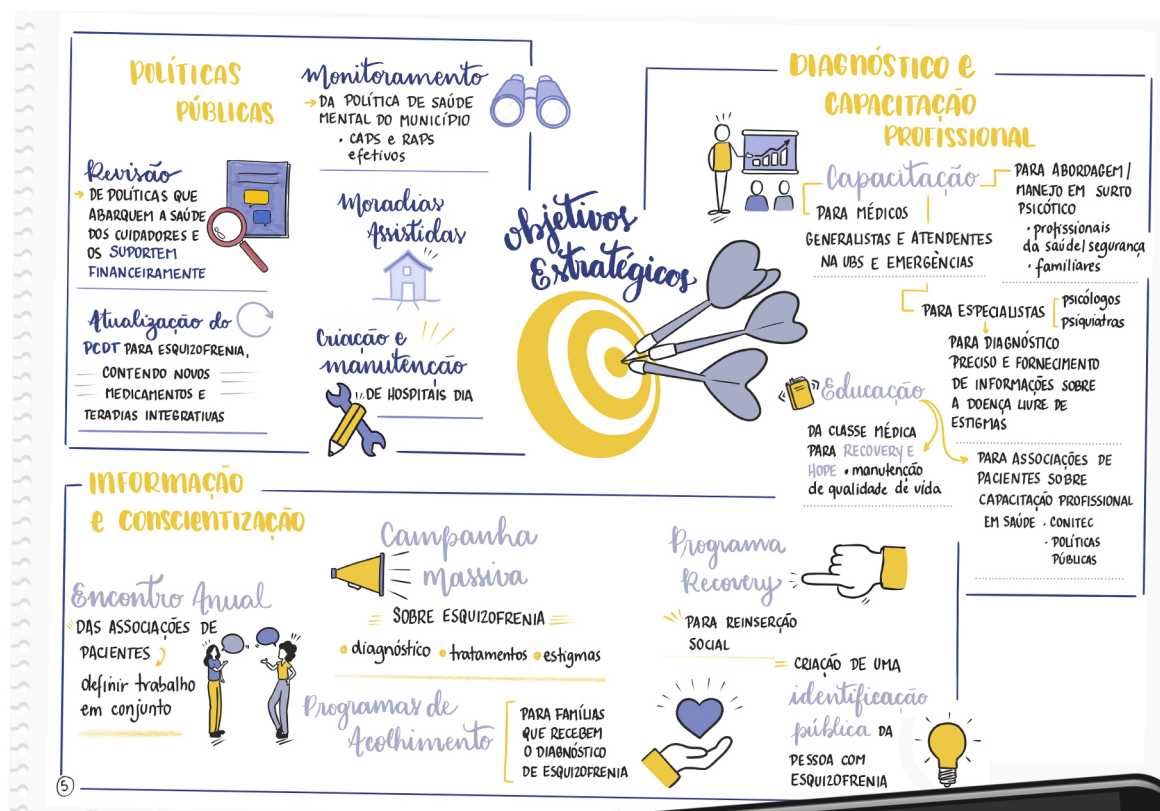 Objetivos
Estratégicos
POLÍTICAS
PÚBLICAS
Revisão
DE POLÍTICAS QUE
ABARQUEM A SAÚDE
DOS CUIDADORES E
OS SUPORTEM
FINANCEIRAMENTE
Atualização do
PCDT PARA ESQUIZOFRENIA,
CONTENDO NOVOS
MEDICAMENTOS E
TERAPIAS INTEGRATIVAS
Monitoramento
DA POLÍTICA DE SAÚDE
MENTAL DO MUNICÍPIO
• CAPS e RAPS
efetivos
Moradias
Assistidas
Criação e
manutenção
DE HOSPITAIS DIA
DIAGNÓSTICO e
CAPACITAÇÃO
PROFISSIONAL
Capacitação
PARA MÉDICOS
GENERALISTAS E ATENDENTES
NA UBS E EMERGÊNCIAS
PARA ABORDAGEM/
MANEJO EM SURTO
PSICÓTICO
• profissionais
da saúde/segurança
• familiares
PARA ESPECIALISTAS
psicólogos
psiquiatras
PARA DIAGNÓSTICO
PRECISO E FORNECIMENTO
DE INFORMAÇÕES SOBRE
A DOENÇA LIVRE DE
ESTIGMAS
Educação
DA CLASSE MÉDICA
PARA RECOVERY E
HOPE • manutenção
de qualidade de vida
PARA ASSOCIAÇÕES DE
PACIENTES SOBRE
CAPACITAÇÃO PROFISSIONAL
EM SAÚDE • CONITEC
• POLÍTICAS
PÚBLICAS
INFORMAÇÃO
e CONSCIENTIZAÇÃO
Encontro Anual
DAS ASSOCIAÇÕES DE
PACIENTES
definir trabalho
em conjunto
Campanha
massiva
SOBRE ESQUIZOFRENIA
• diagnóstico • tratamentos • estigmas
Programas de
Acolhimento
PARA FAMÍLIAS
QUE RECEBEM
O DIAGNÓSTICO
DE ESQUIZOFRENIA
Programa
Recovery
PARA REINSERÇÃO
SOCIAL
CRIAÇÃO DE UMA
identificação
pública DA
PESSOA COM
ESQUIZOFRENIA
5